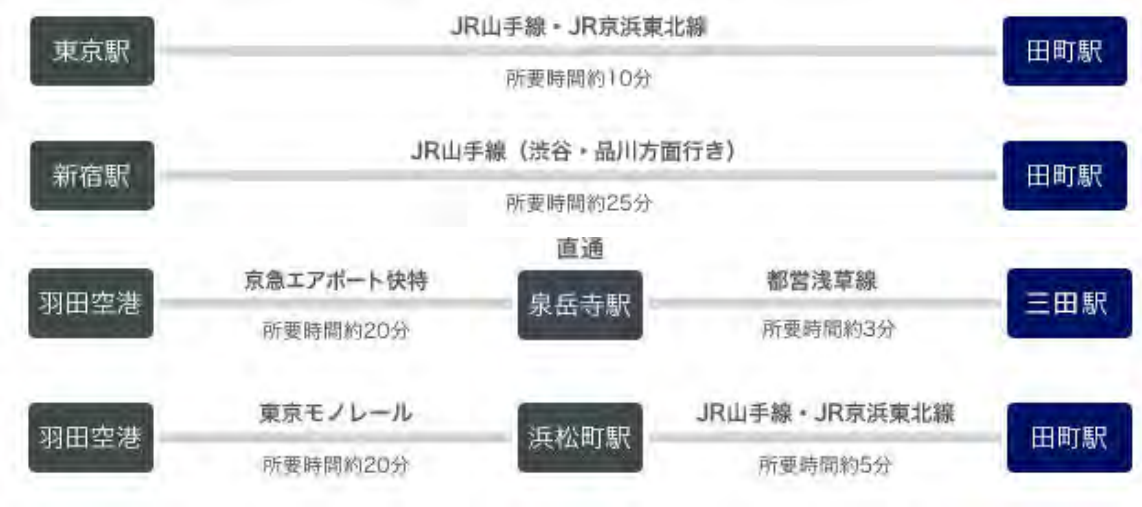 JR山手線・JR京浜東北線
東京駅
田町駅
所要時間約10分
JR山手線（渋谷・品川方面行き）
新宿駅
田町駅
所要時間約25分
直通
京急エアポート快特
都営浅草線
羽田空港
泉岳寺駅
三田駅
所要時間約20分
所要時間約3分
東京モノレール
JR山手線・JR京浜東北線
羽田空港
浜松町駅
田町駅
所要時間約20分
所要時間約5分